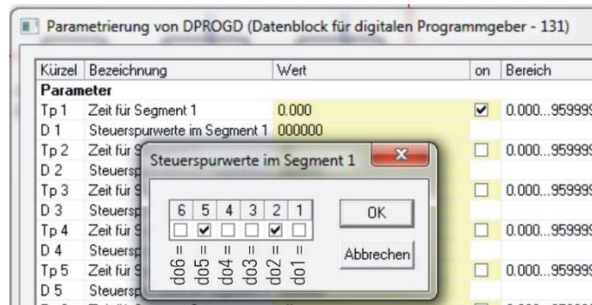 Parametrierung von DPROGD (Datenblock für digitalen Programmgeber - 131)
Kürzel Bezeichnung Wert on Bereich
Parameter
Tp 1 Zeit für Segment 1 0.000 0.000...959999
D 1 Steuerspurwerte im Segment 1 000000
Tp 2 Zeit für 0.000...959999
D 2
Tp 3 Zeit für 0.000...959999
D 3
Tp 4 Zeit für 0.000...959999
D 4
Tp 5 Zeit für 0.000...959999
D 5
Steuerspurwerte im Segment 1
6 5 4 3 2 1
do6 = do5 = do4 = do3 = do2 = do1 =
OK
Abbrechen